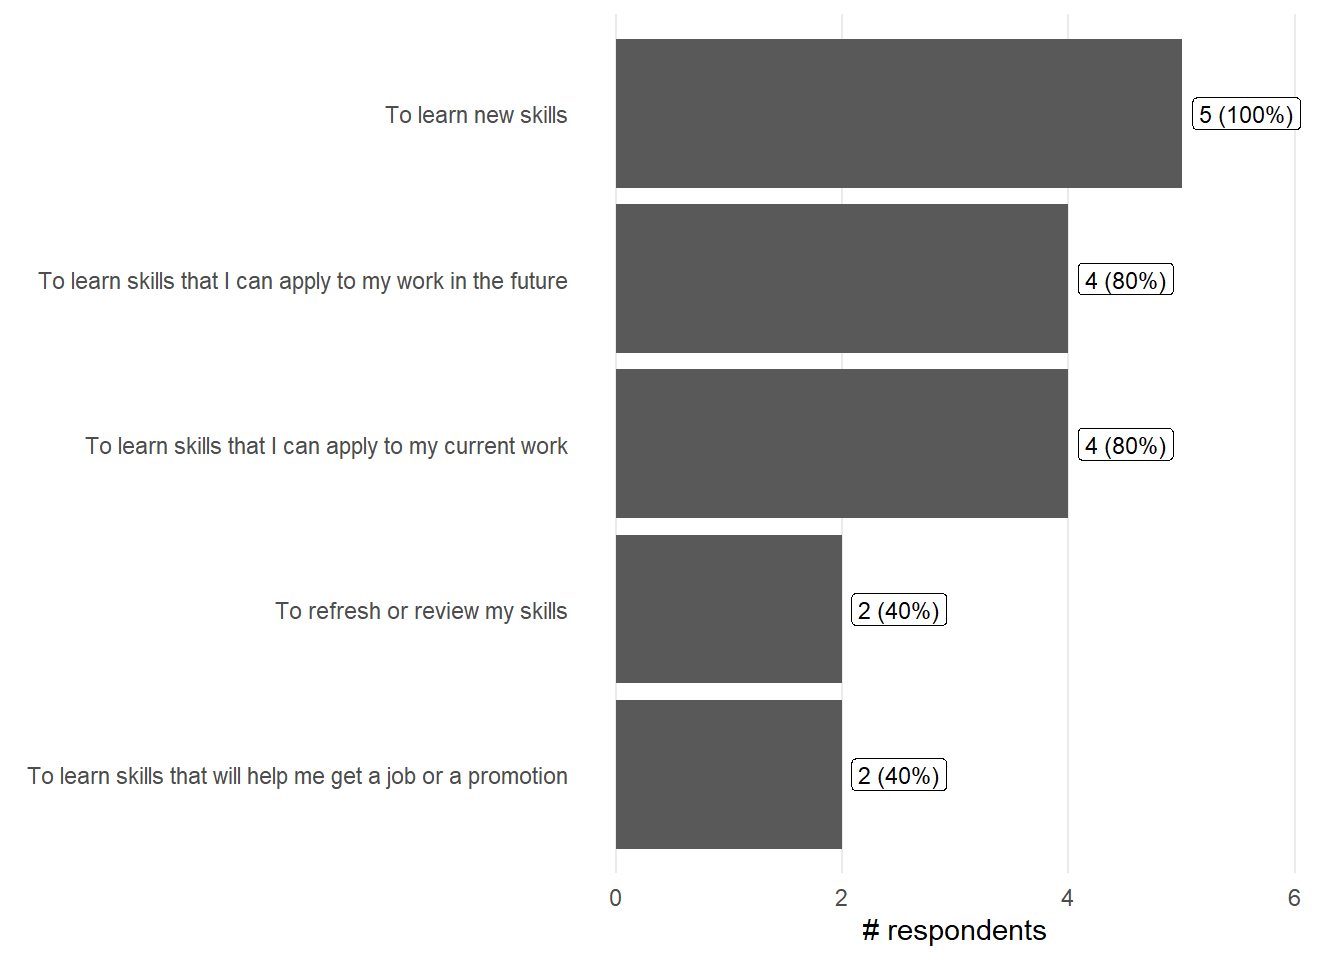 To learn new skills
5 (100%)
To learn skills that I can apply to my work in the future
4 (80%)
To learn skills that I can apply to my current work
4 (80%)
To refresh or review my skills
2 (40%)
To learn skills that will help me get a job or a promotion
2 (40%)
0 2 4 6
# respondents